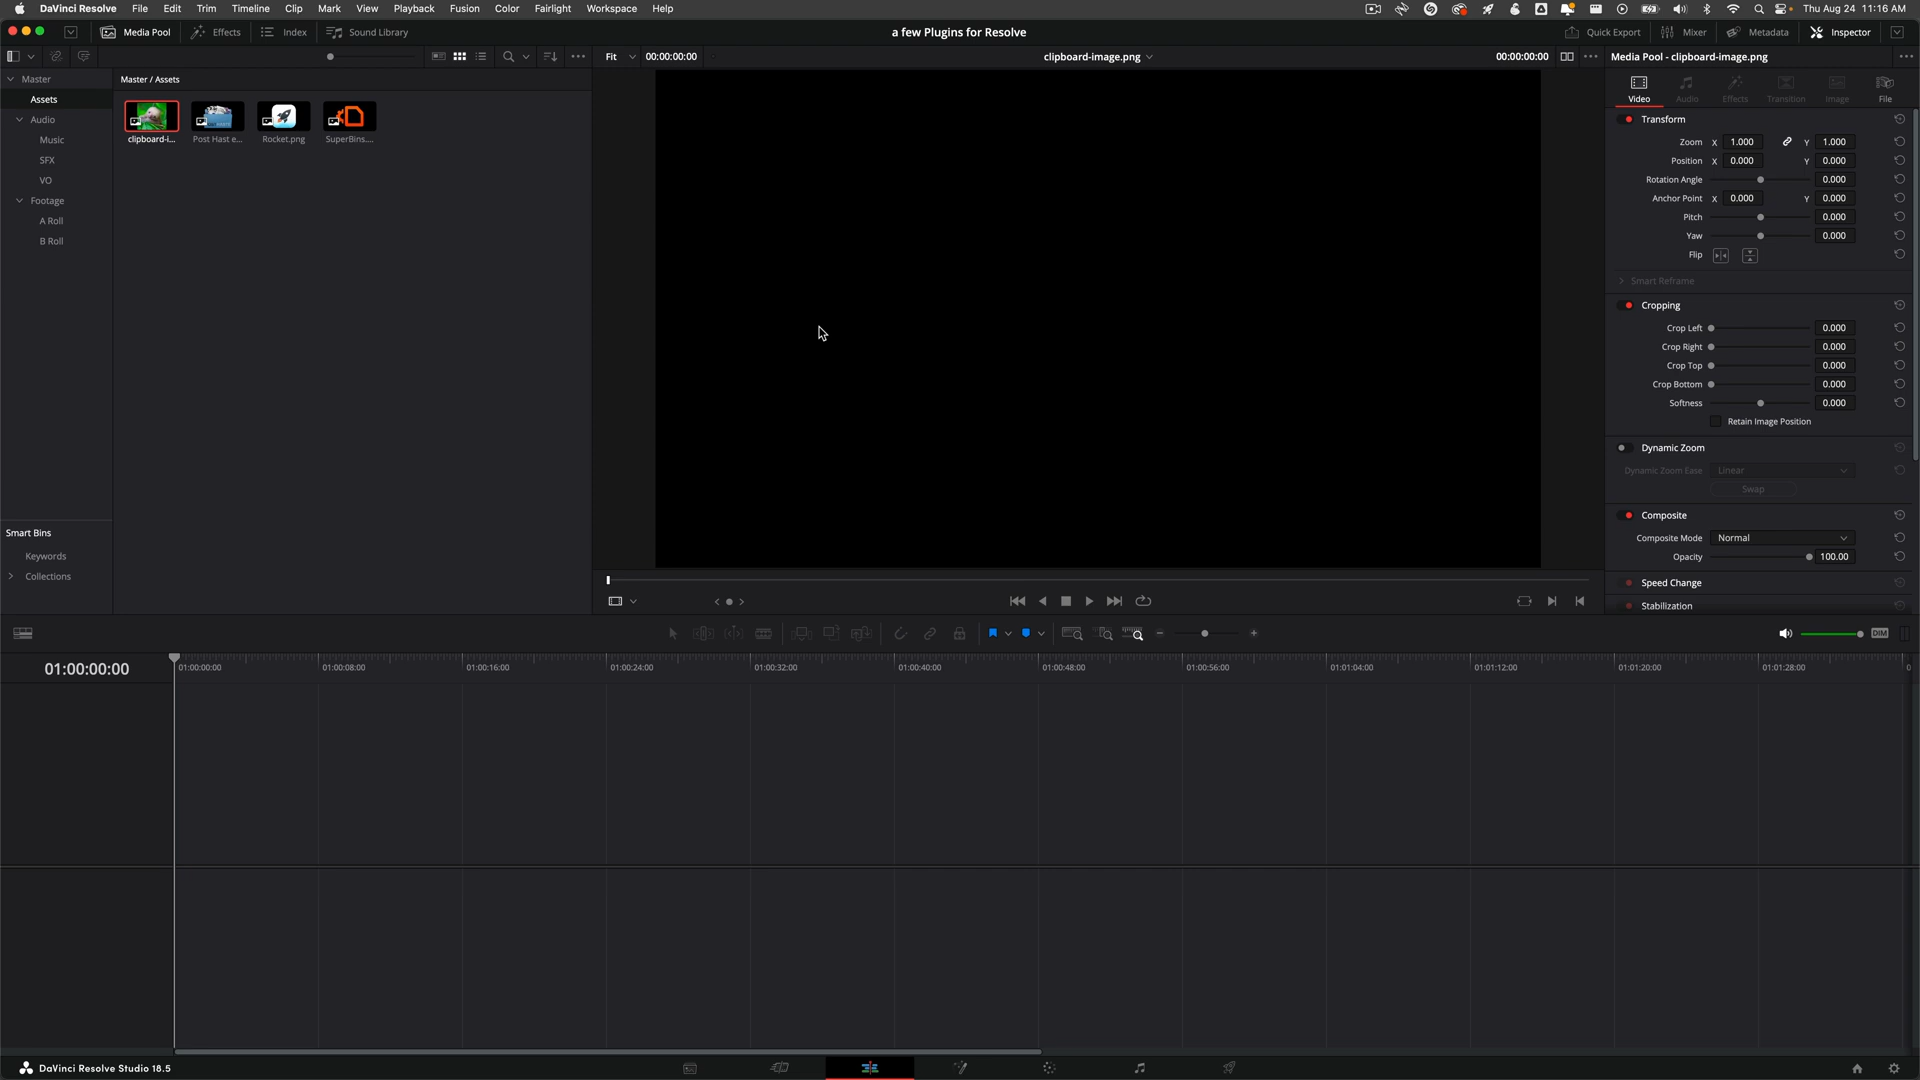 DaVinci Resolve File Edit Trim Timeline Clip Mark View Playback Fusion Color Fairlight Workspace Help Thu Aug 24 11:16 AM
Media Pool Effects Index Sound Library a few Plugins for Resolve Quick Export Mixer Metadata Inspector
Fit 00:00:00:00 clipboard-image.png 00:00:00:00 Media Pool - clipboard-image.png
Master Master / Assets
Assets
Audio
Music
SFX
VO
Footage
A Roll
B Roll
clipboard-i... Post Hast e... Rocket.png SuperBins....
Video Audio Effects Transition Image File
Transform
Zoom X 1.000 Y 1.000
Position X 0.000 Y 0.000
Rotation Angle 0.000
Anchor Point X 0.000 Y 0.000
Pitch 0.000
Yaw 0.000
Flip
Smart Reframe
Cropping
Crop Left 0.000
Crop Right 0.000
Crop Top 0.000
Crop Bottom 0.000
Softness 0.000
Retain Image Position
Dynamic Zoom
Dynamic Zoom Ease Linear
Swap
Composite
Composite Mode Normal
Opacity 100.00
Speed Change
Stabilization
Smart Bins
Keywords
Collections
DIM
01:00:00:00 01:00:00:00 01:00:08:00 01:00:16:00 01:00:24:00 01:00:32:00 01:00:40:00 01:00:48:00 01:00:56:00 01:01:04:00 01:01:12:00 01:01:20:00 01:01:28:00
DaVinci Resolve Studio 18.5